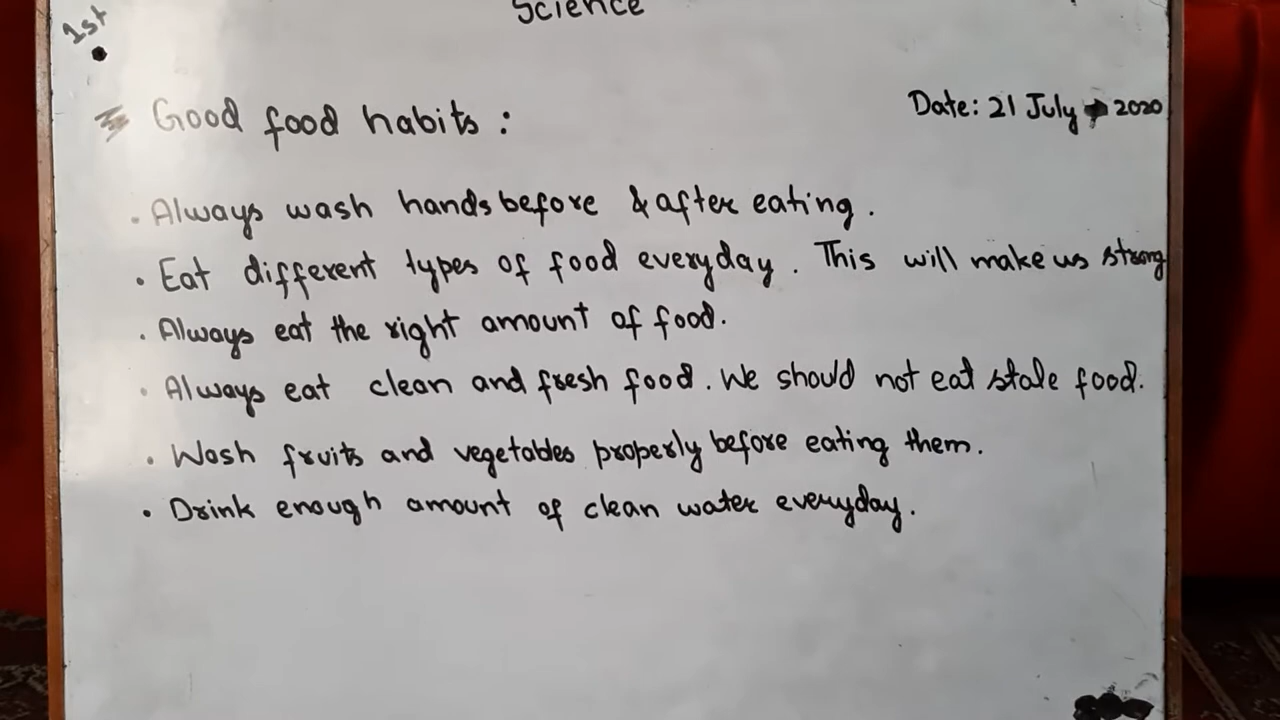 Science
1st
Good food habits :
Date: 21 July 2020
. Always wash hands before & after eating.
. Eat different types of food everyday. This will make us strong
. Always eat the right amount of food.
. Always eat clean and fresh food. We should not eat stale food.
. Wash fruits and vegetables properly before eating them.
. Drink enough amount of clean water everyday.